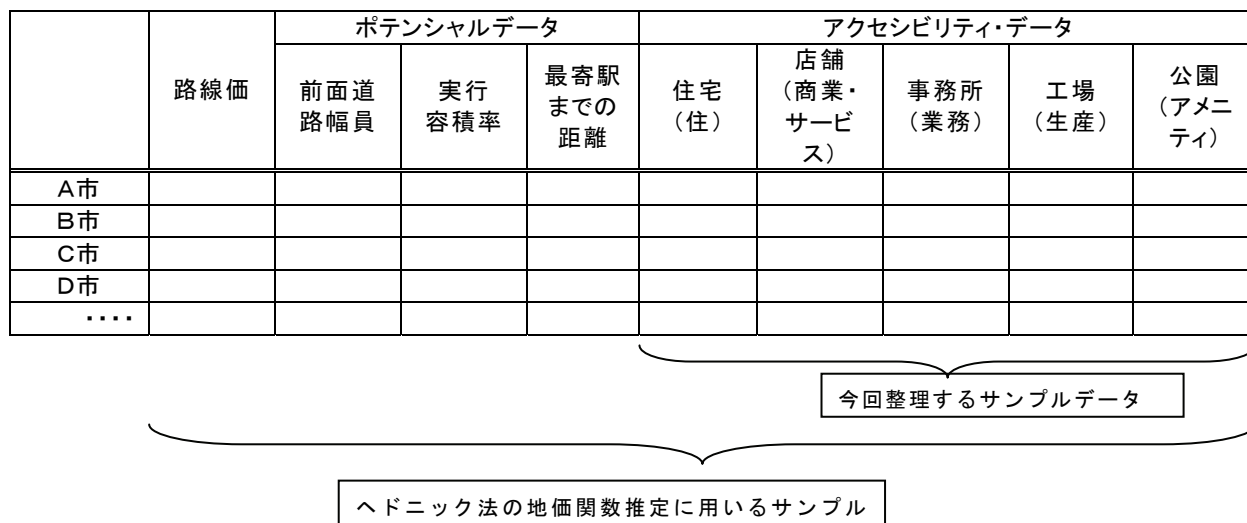 ポテンシャルデータ
アクセシビリティ・データ
路線価
前面道
路幅員
実行
容積率
最寄駅
までの
距離
住宅
（住）
店舗
（商業・
サービ
ス）
事務所
（業務）
工場
（生産）
公園
（アメニ
ティ）
A市
B市
C市
D市
・・・・
今回整理するサンプルデータ
ヘドニック法の地価関数推定に用いるサンプル